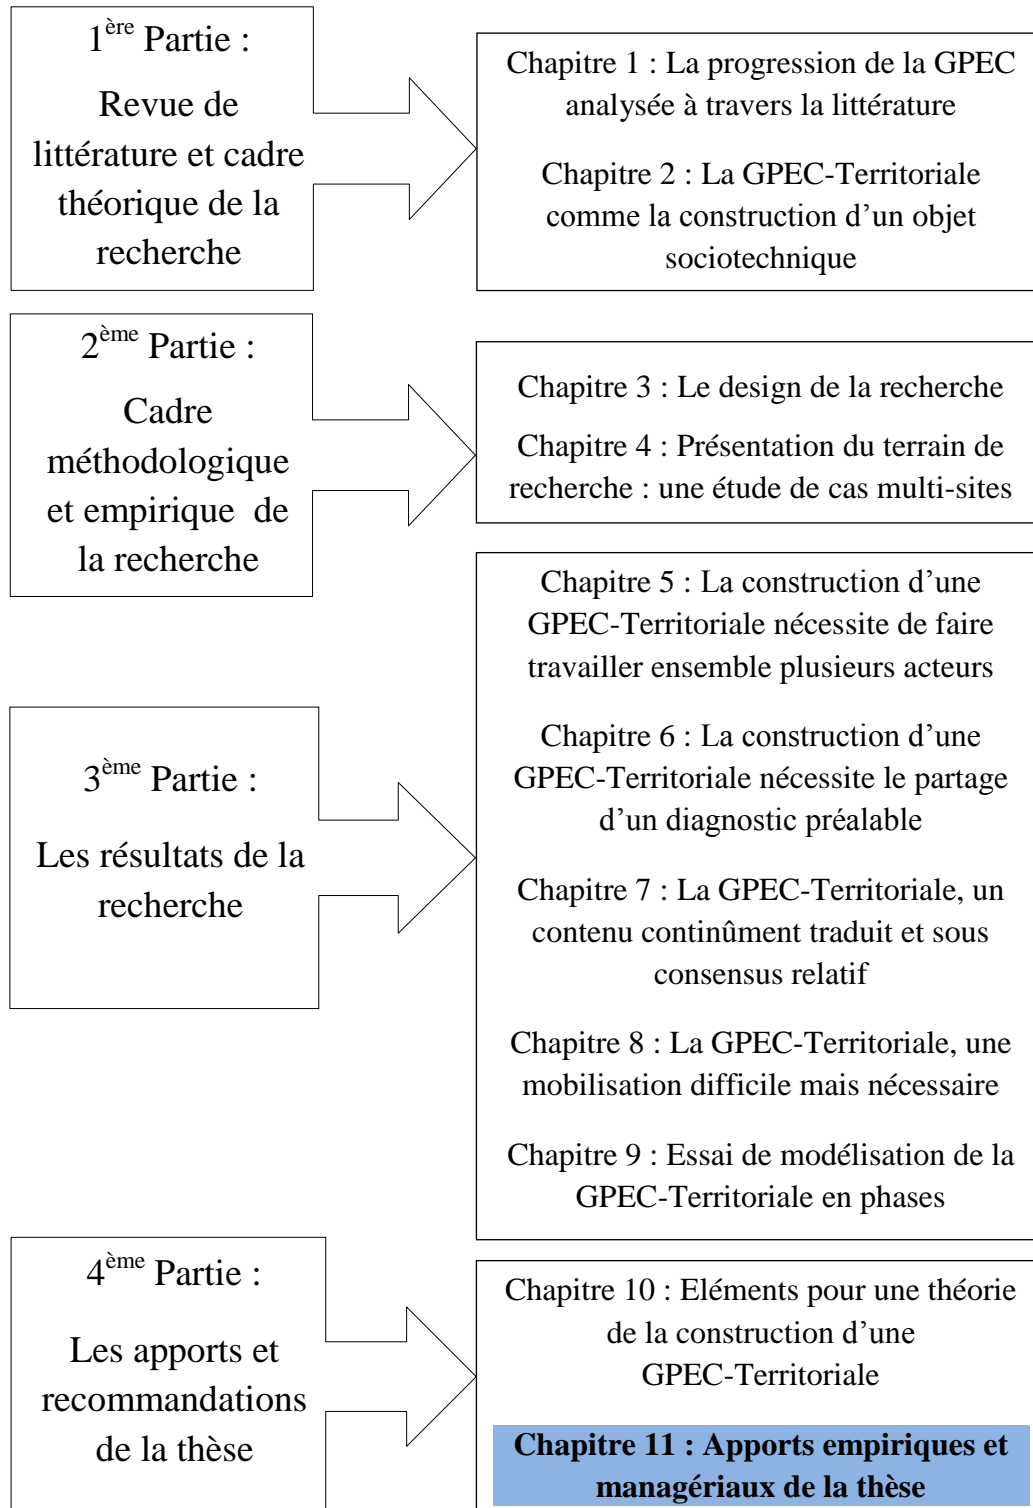 1ère Partie :
Revue de
littérature et cadre
théorique de la
recherche
Chapitre 1 : La progression de la GPEC
analysée à travers la littérature
Chapitre 2 : La GPEC-Territoriale
comme la construction d’un objet
sociotechnique
2ème Partie :
Cadre
méthodologique
et empirique de
la recherche
Chapitre 3 : Le design de la recherche
Chapitre 4 : Présentation du terrain de
recherche : une étude de cas multi-sites
3ème Partie :
Les résultats de la
recherche
Chapitre 5 : La construction d’une
GPEC-Territoriale nécessite de faire
travailler ensemble plusieurs acteurs
Chapitre 6 : La construction d’une
GPEC-Territoriale nécessite le partage
d’un diagnostic préalable
Chapitre 7 : La GPEC-Territoriale, un
contenu continûment traduit et sous
consensus relatif
Chapitre 8 : La GPEC-Territoriale, une
mobilisation difficile mais nécessaire
Chapitre 9 : Essai de modélisation de la
GPEC-Territoriale en phases
4ème Partie :
Les apports et
recommandations
de la thèse
Chapitre 10 : Eléments pour une théorie
de la construction d’une
GPEC-Territoriale
Chapitre 11 : Apports empiriques et
managériaux de la thèse